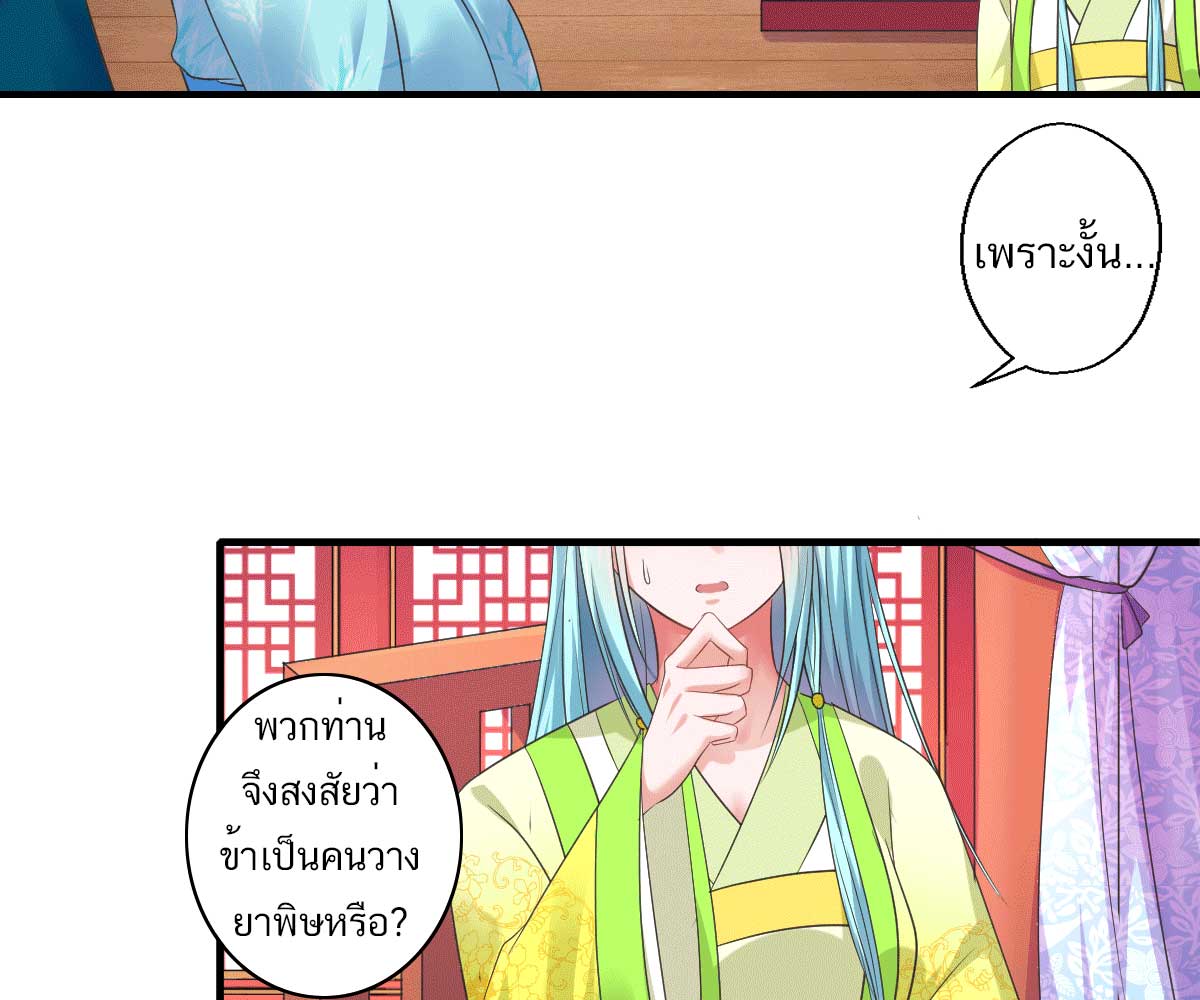 เพราะงั้น...
พวกท่าน
จึงสงสัยว่า
ข้าเป็นคนวาง
ยาพิษหรือ?